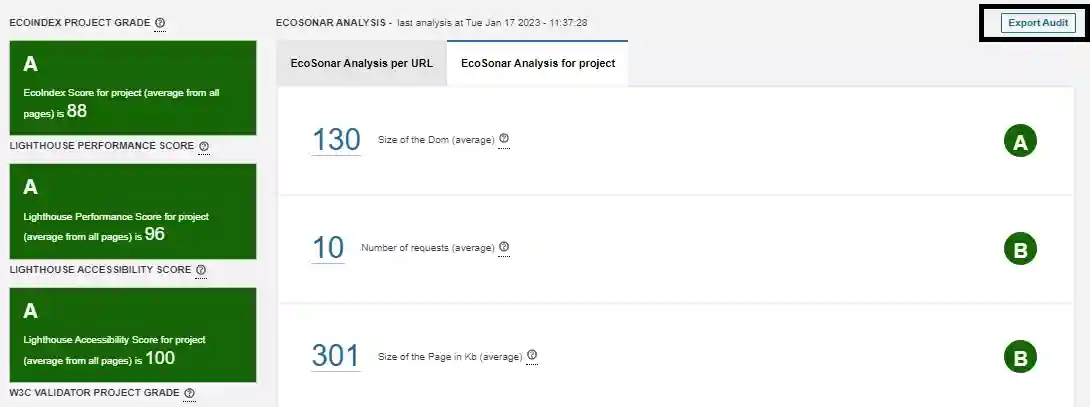 ECOINDEX PROJECT GRADE ?
A
EcoIndex Score for project (average from all
pages) is 88
LIGHTHOUSE PERFORMANCE SCORE ?
A
Lighthouse Performance Score for project
(average from all pages) is 96
LIGHTHOUSE ACCESSIBILITY SCORE ?
A
Lighthouse Accessibility Score for project
(average from all pages) is 100
W3C VALIDATOR PROJECT GRADE ?
ECOSONAR ANALYSIS - last analysis at Tue Jan 17 2023 - 11:37:28
Export Audit
EcoSonar Analysis per URL
EcoSonar Analysis for project
130 Size of the Dom (average) ? A
10 Number of requests (average) ? B
301 Size of the Page in Kb (average) ? B